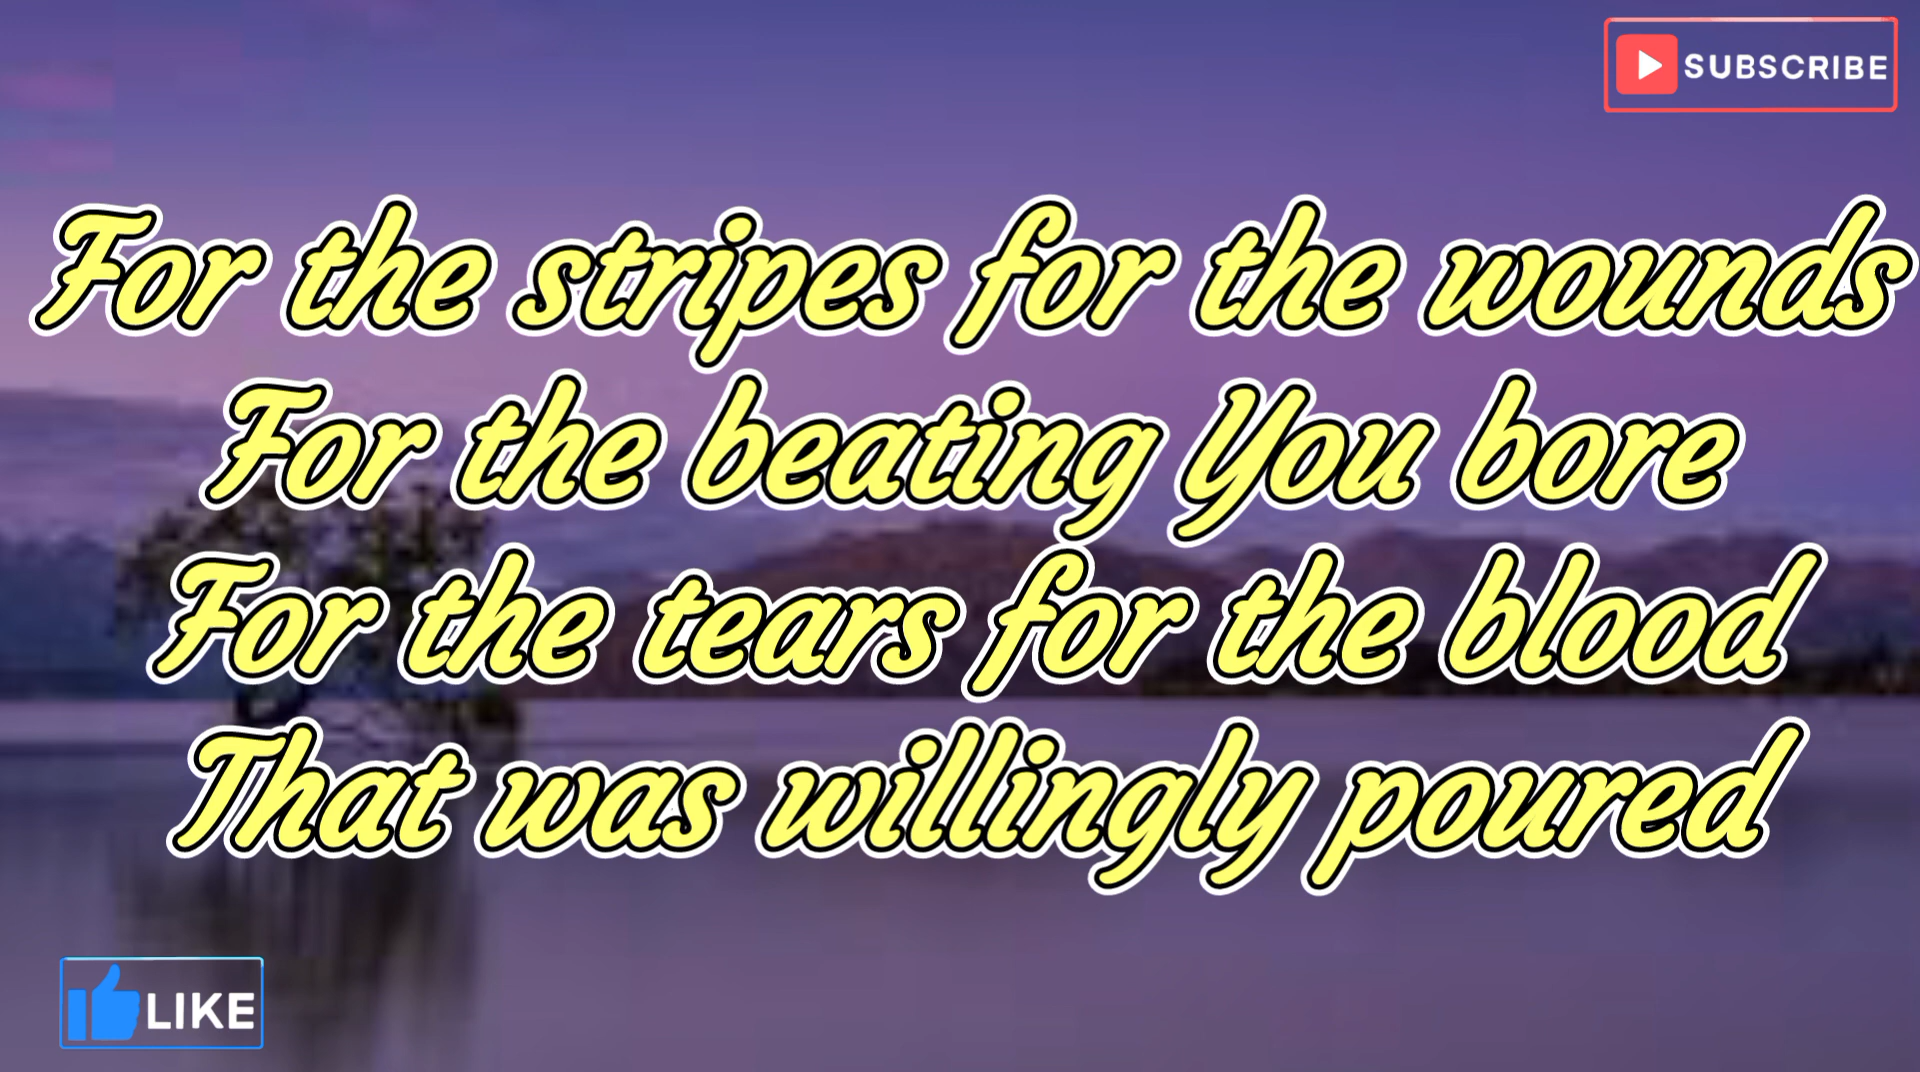 SUBSCRIBE
For the stripes for the wounds
For the beating You bore
For the tears for the blood
That was willingly poured
LIKE